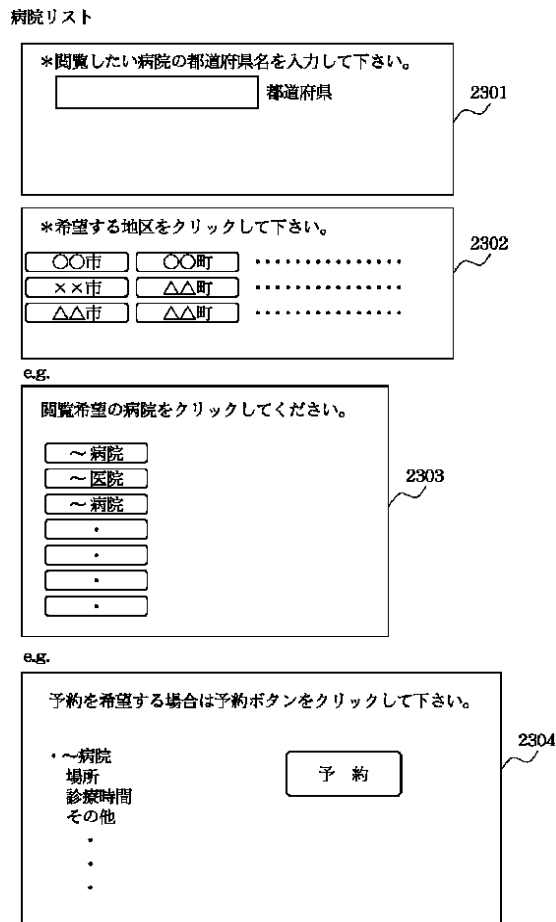 病院リスト
*閲覧したい病院の都道府県名を入力して下さい。
都道府県
2301
*希望する地区をクリックして下さい。
2302
○○市 ○○町 ・・・・・・・・・・・・・・・
××市 △△町 ・・・・・・・・・・・・・・・
△△市 △△町 ・・・・・・・・・・・・・・・
e.g.
閲覧希望の病院をクリックしてください。
～病院
～医院
2303
～病院
・
・
・
・
e.g.
予約を希望する場合は予約ボタンをクリックして下さい。
2304
・～病院
場所
予 約
診療時間
その他
・
・
・